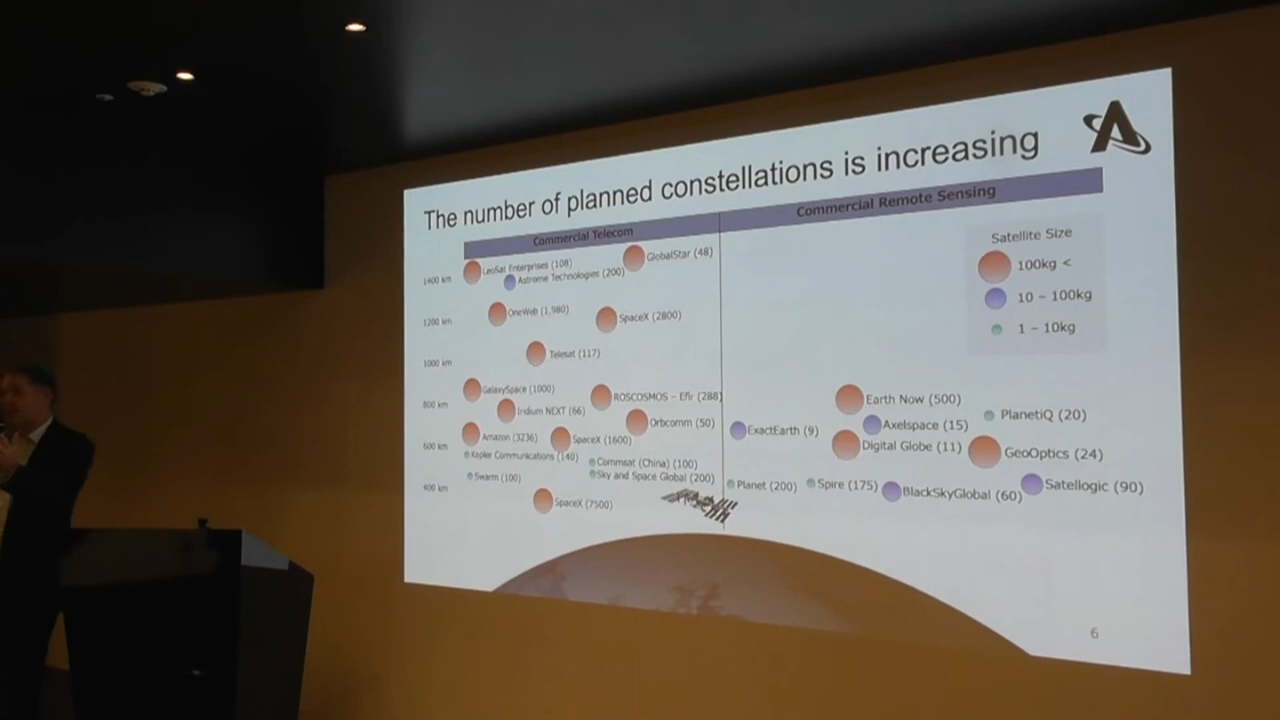 The number of planned constellations is increasing
Commercial Telecom
Commercial Remote Sensing
Satellite Size
100kg <
10 – 100kg
1 – 10kg
1400 km
LeoSat Enterprises (108)
GlobalStar (48)
Astrome Technologies (200)
1200 km
OneWeb (1,980)
SpaceX (2800)
1000 km
Telesat (117)
800 km
GalaxySpace (1000)
ROSCOSMOS – Efir (288)
Iridium NEXT (66)
Orbcomm (50)
600 km
Amazon (3236)
SpaceX (1600)
Kepler Communications (140)
Commsat (China) (100)
Swarm (100)
Sky and Space Global (200)
400 km
SpaceX (7500)
Earth Now (500)
PlanetiQ (20)
ExactEarth (9)
Axelspace (15)
Digital Globe (11)
GeoOptics (24)
Planet (200)
Spire (175)
BlackSkyGlobal (60)
Satellogic (90)
6